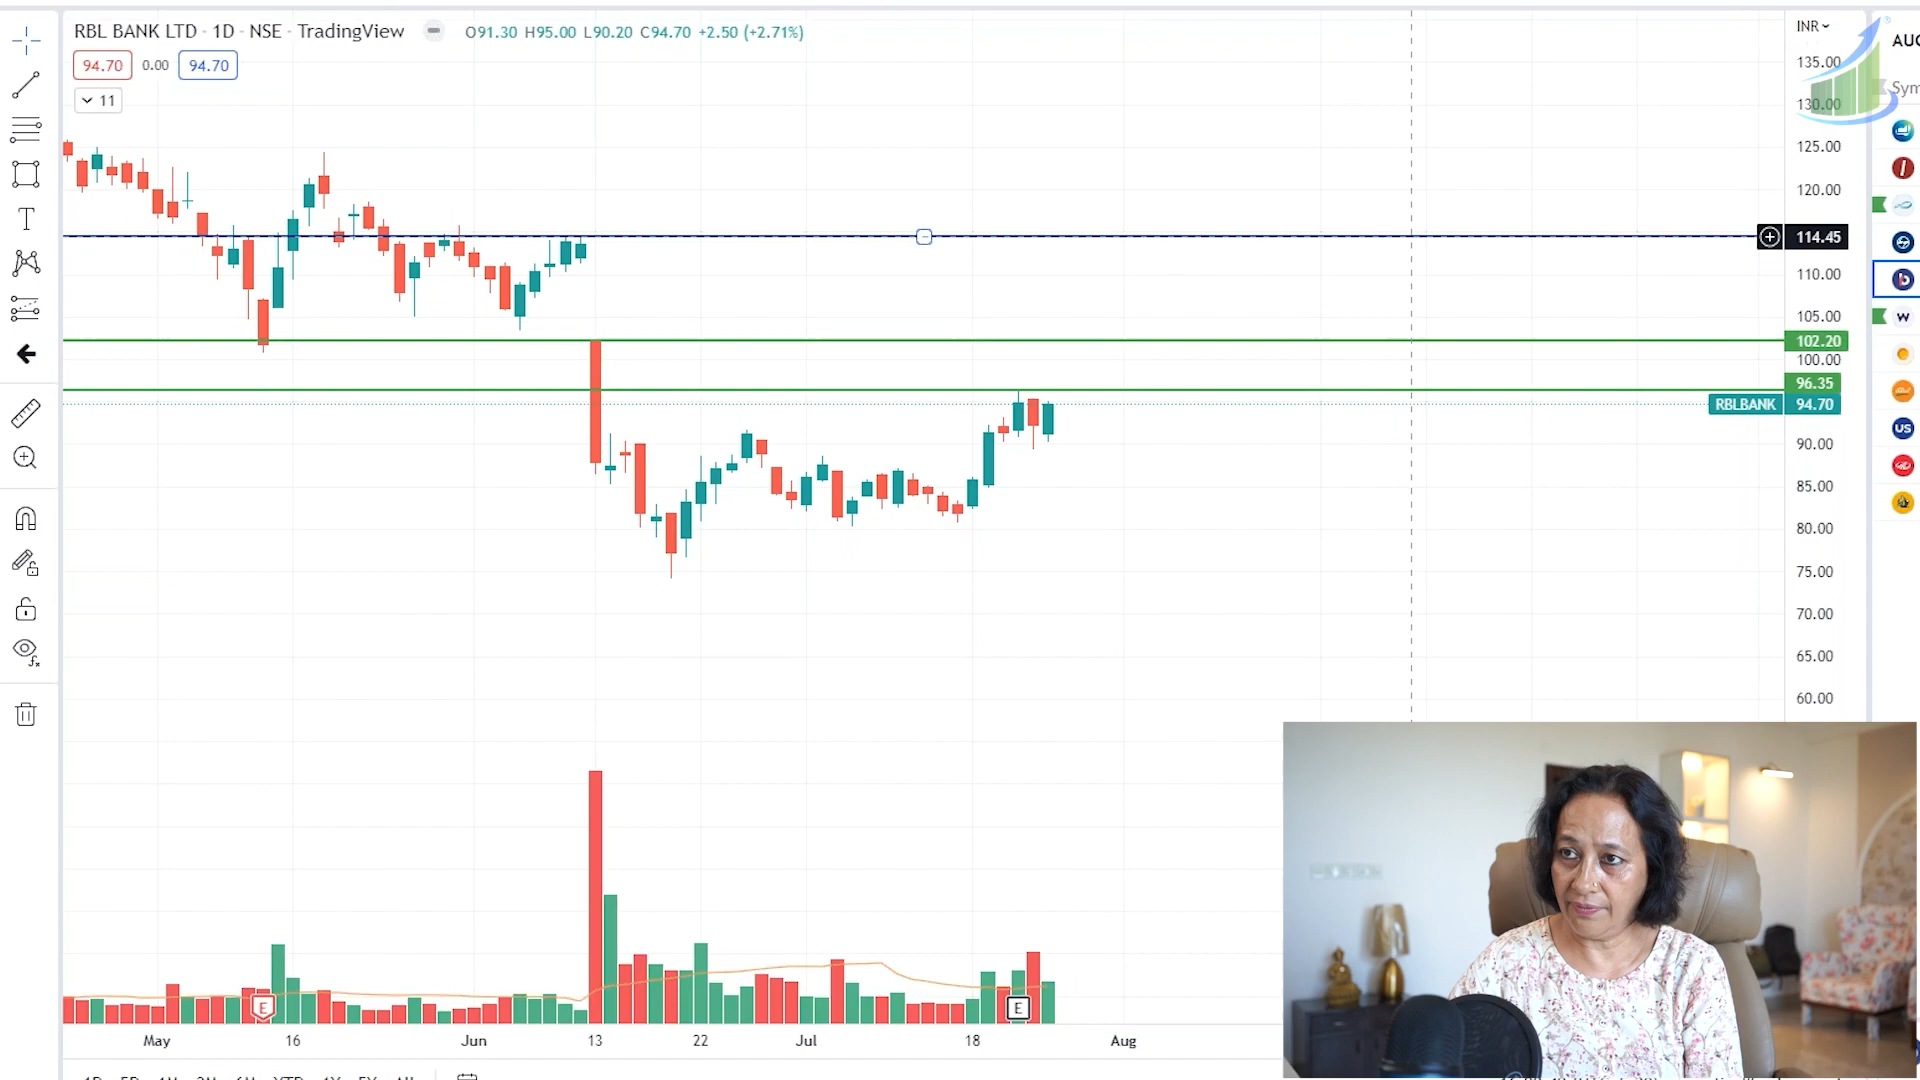 RBL BANK LTD · 1D · NSE · TradingView
O91.30 H95.00 L90.20 C94.70 +2.50 (+2.71%)
INR
AUC
94.70 0.00 94.70
11
Sym
135.00
130.00
125.00
120.00
114.45
110.00
105.00
102.20
100.00
96.35
RBLBANK 94.70
90.00
85.00
80.00
75.00
70.00
65.00
60.00
T
W
US
E
E
May 16 Jun 13 22 Jul 18 Aug